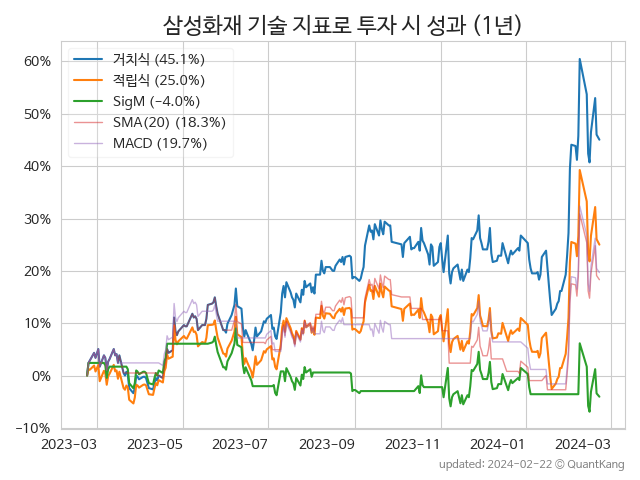 삼성화재 기술 지표로 투자 시 성과 (1년)
거치식 (45.1%)
적립식 (25.0%)
SigM (−4.0%)
SMA(20) (18.3%)
MACD (19.7%)
60%
50%
40%
30%
20%
10%
0%
−10%
2023−03 2023−05 2023−07 2023−09 2023−11 2024−01 2024−03
updated: 2024−02−22 ⓒ QuantKang